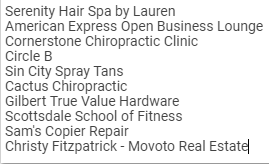 Serenity Hair Spa by Lauren
American Express Open Business Lounge
Cornerstone Chiropractic Clinic
Circle B
Sin City Spray Tans
Cactus Chiropractic
Gilbert True Value Hardware
Scottsdale School of Fitness
Sam's Copier Repair
Christy Fitzpatrick - Movoto Real Estate